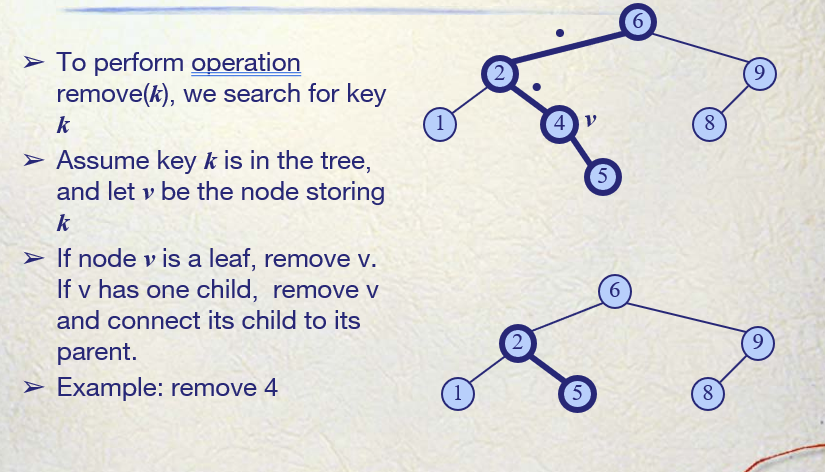 ➢ To perform operation
remove(k), we search for key
k
➢ Assume key k is in the tree,
and let v be the node storing
k
➢ If node v is a leaf, remove v.
If v has one child, remove v
and connect its child to its
parent.
➢ Example: remove 4
6
2
9
1
4
v
8
5
6
2
9
1
5
8